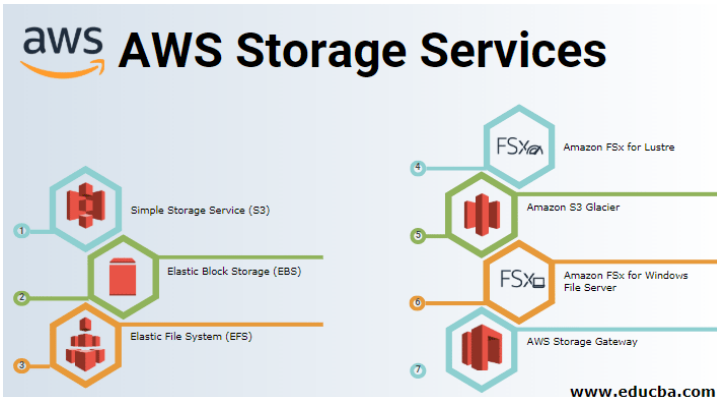 aws AWS Storage Services
1 Simple Storage Service (S3)
2 Elastic Block Storage (EBS)
3 Elastic File System (EFS)
4 FSx Amazon FSx for Lustre
5 Amazon S3 Glacier
6 FSx Amazon FSx for Windows
File Server
7 AWS Storage Gateway
www.educba.com